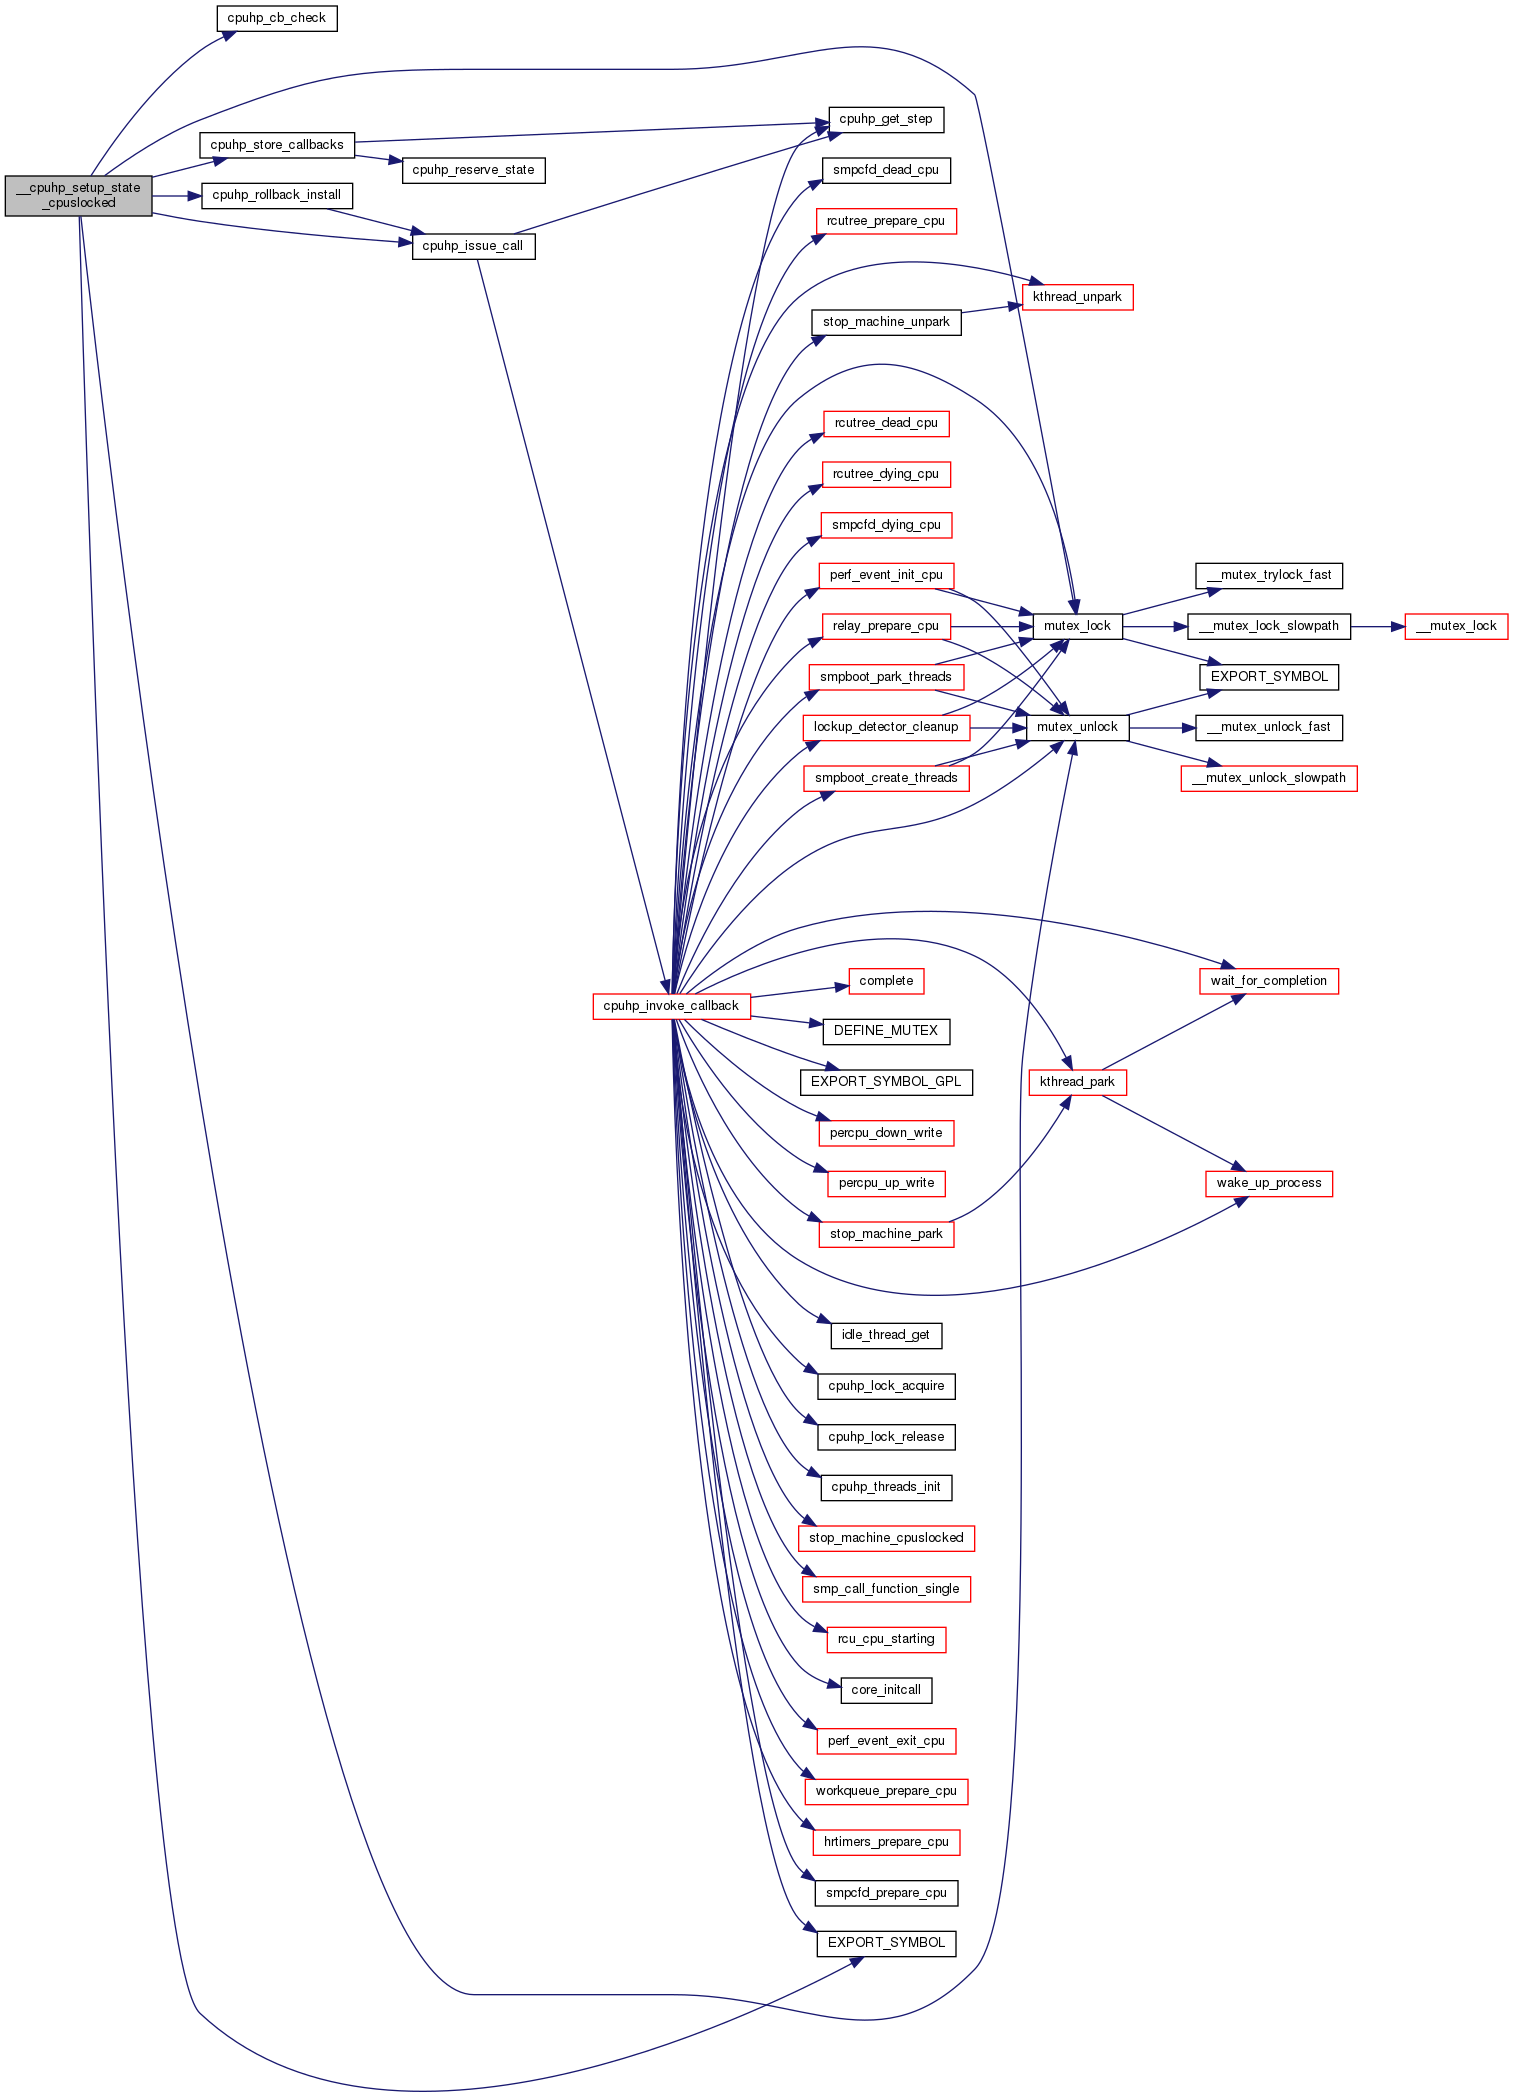 cpuhp_cb_check
cpuhp_get_step
cpuhp_store_callbacks
cpuhp_reserve_state
smpcfd_dead_cpu
__cpuhp_setup_state
_cpuslocked
cpuhp_rollback_install
rcutree_prepare_cpu
cpuhp_issue_call
kthread_unpark
stop_machine_unpark
rcutree_dead_cpu
rcutree_dying_cpu
smpcfd_dying_cpu
perf_event_init_cpu
__mutex_trylock_fast
relay_prepare_cpu
mutex_lock
__mutex_lock_slowpath
__mutex_lock
smpboot_park_threads
EXPORT_SYMBOL
lockup_detector_cleanup
mutex_unlock
__mutex_unlock_fast
smpboot_create_threads
__mutex_unlock_slowpath
complete
wait_for_completion
cpuhp_invoke_callback
DEFINE_MUTEX
EXPORT_SYMBOL_GPL
kthread_park
percpu_down_write
percpu_up_write
wake_up_process
stop_machine_park
idle_thread_get
cpuhp_lock_acquire
cpuhp_lock_release
cpuhp_threads_init
stop_machine_cpuslocked
smp_call_function_single
rcu_cpu_starting
core_initcall
perf_event_exit_cpu
workqueue_prepare_cpu
hrtimers_prepare_cpu
smpcfd_prepare_cpu
EXPORT_SYMBOL